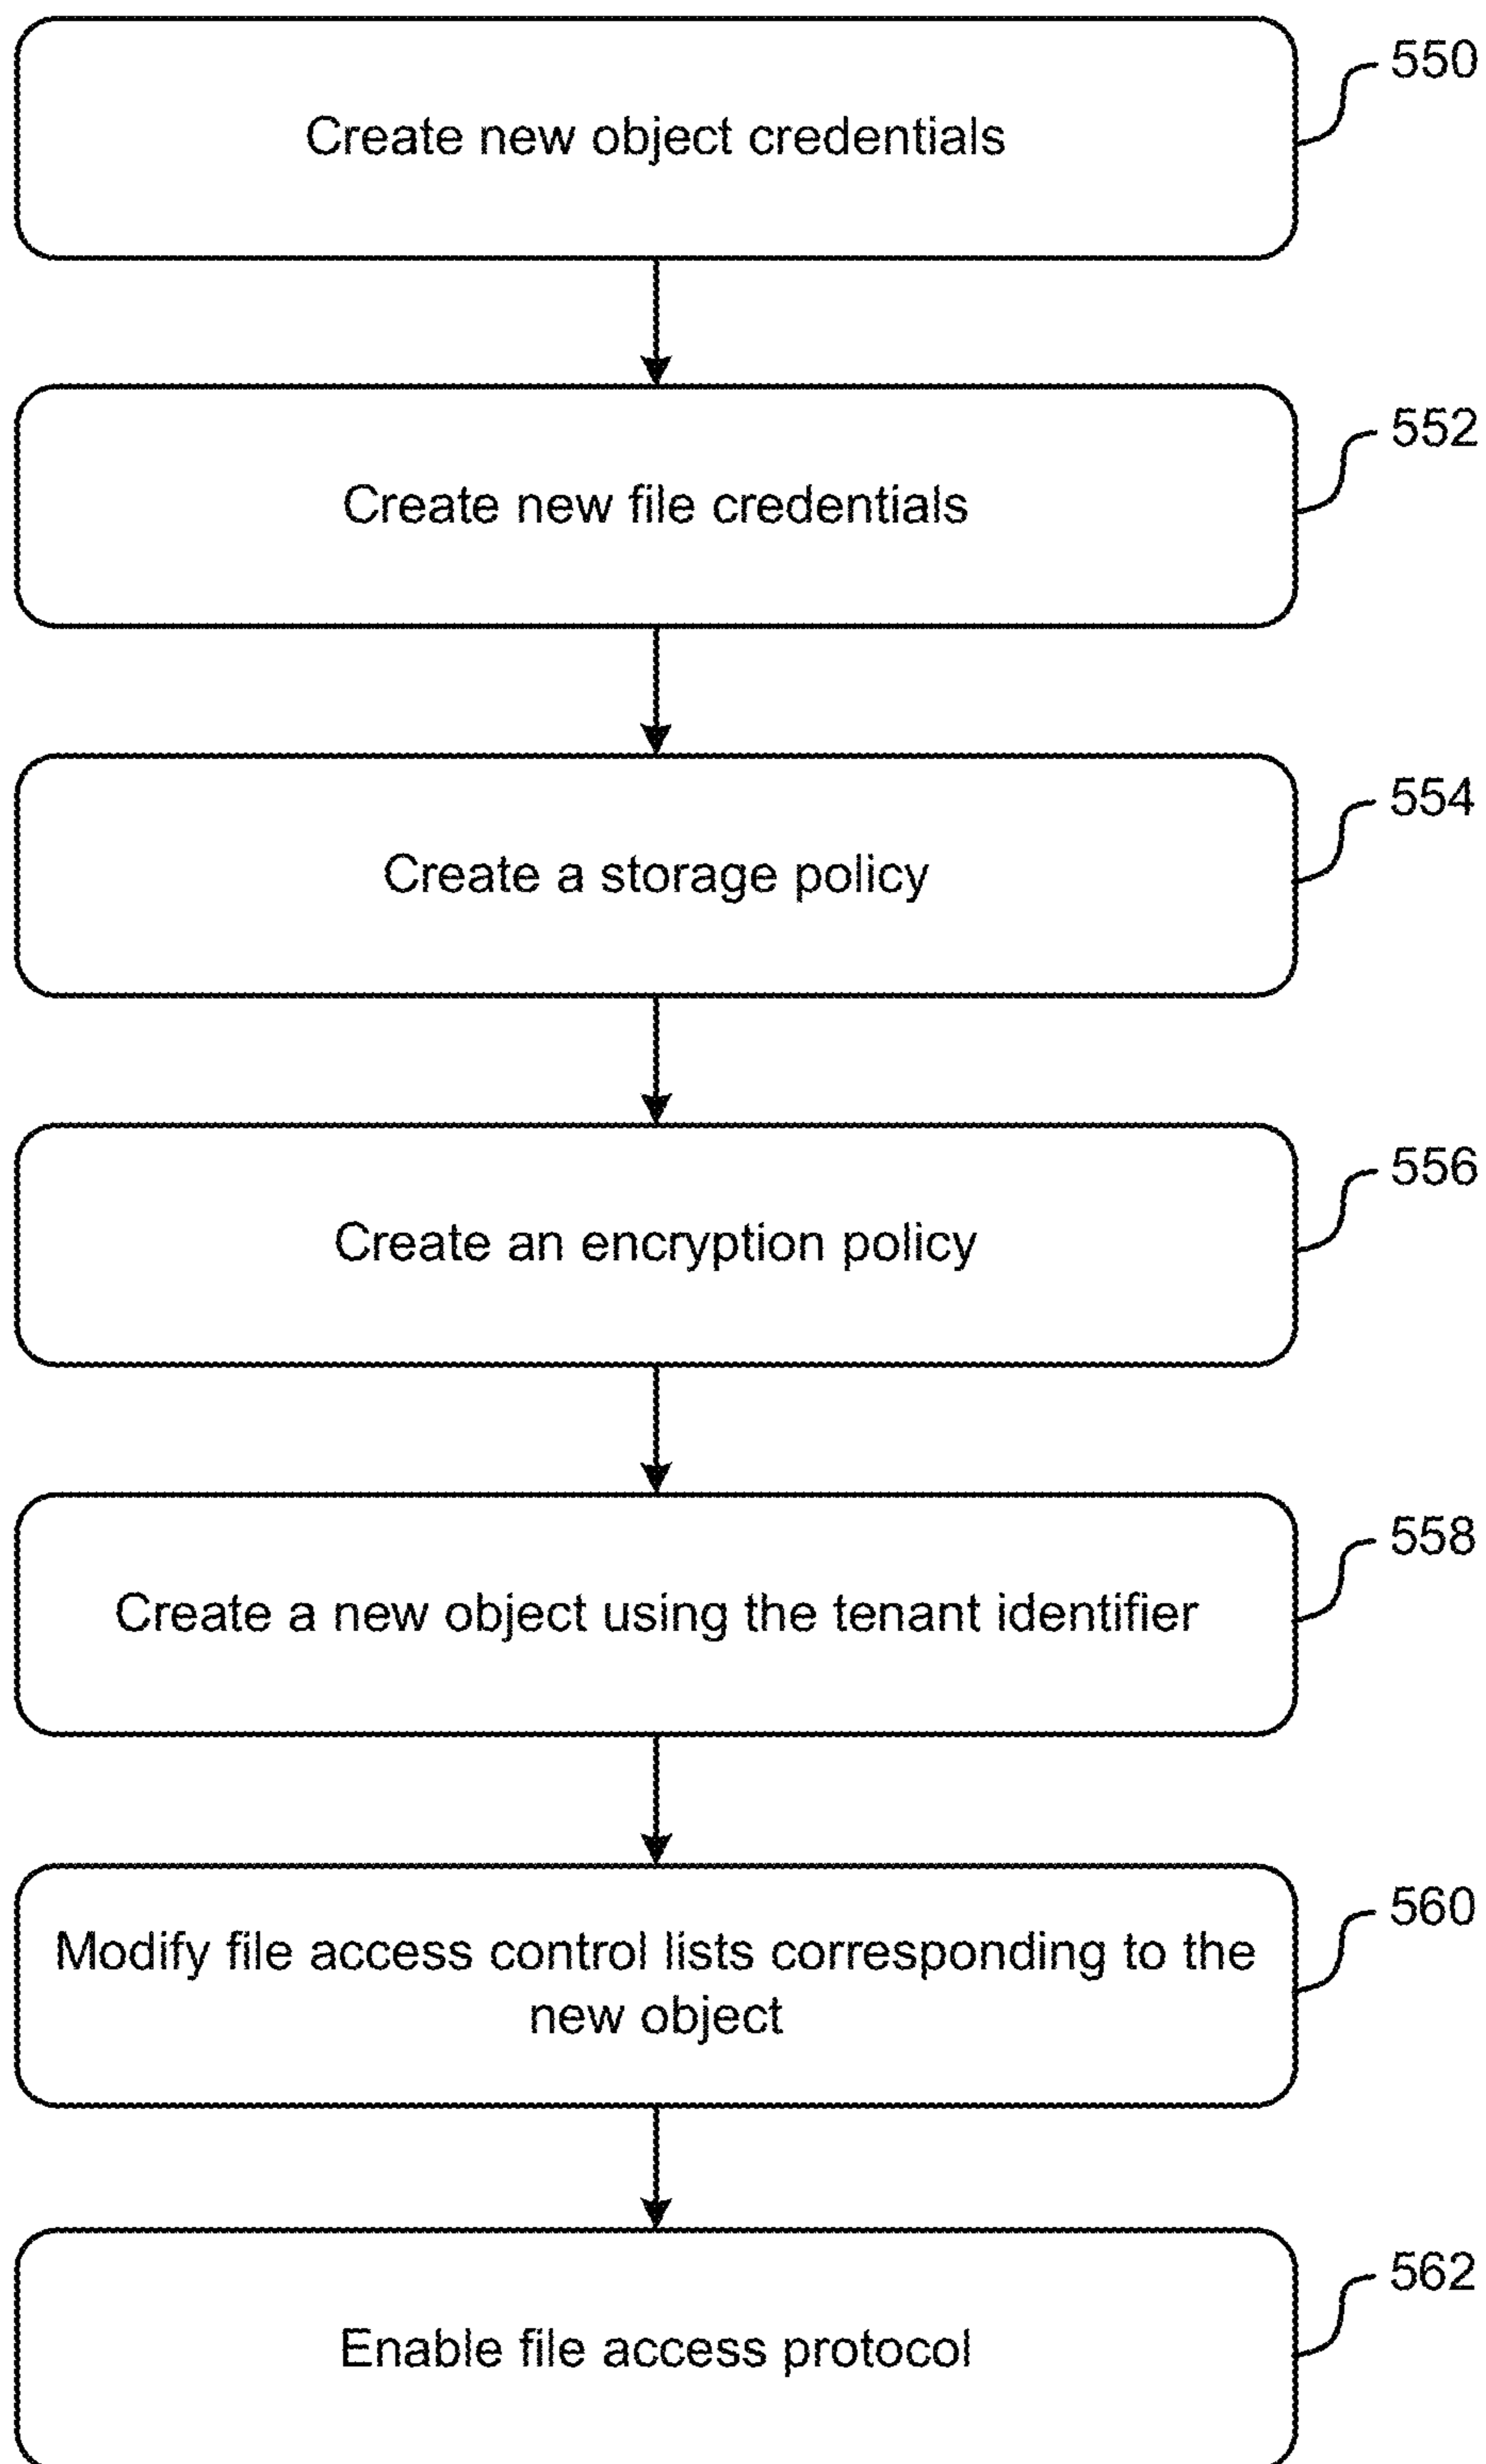 550
Create new object credentials
552
Create new file credentials
554
Create a storage policy
556
Create an encryption policy
558
Create a new object using the tenant identifier
560
Modify file access control lists corresponding to the
new object
562
Enable file access protocol